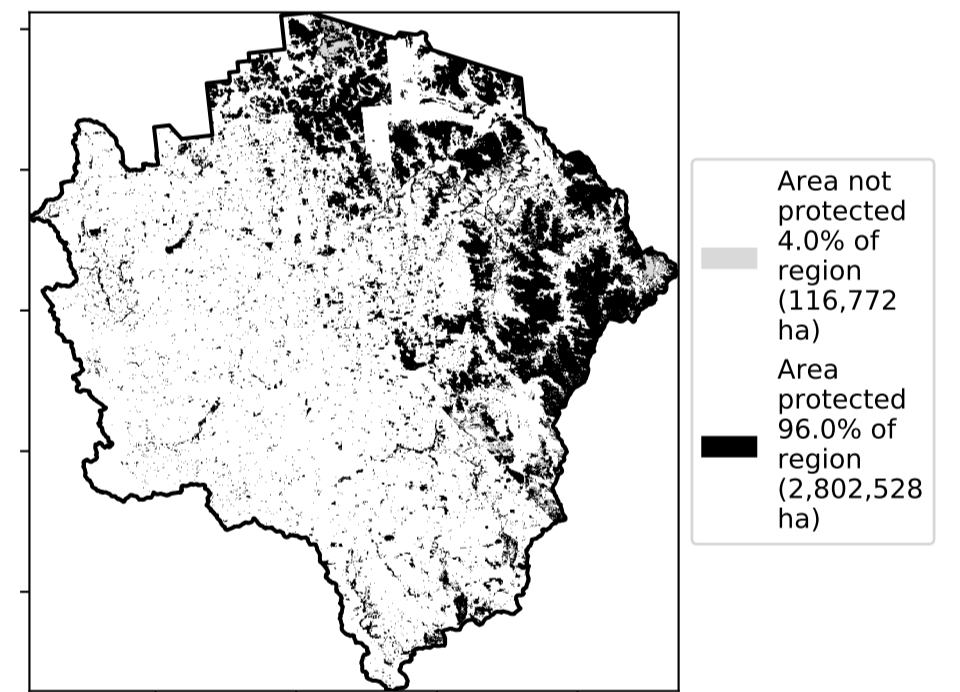 Area not
protected
4.0% of
region
(116,772
ha)
Area
protected
96.0% of
region
(2,802,528
ha)